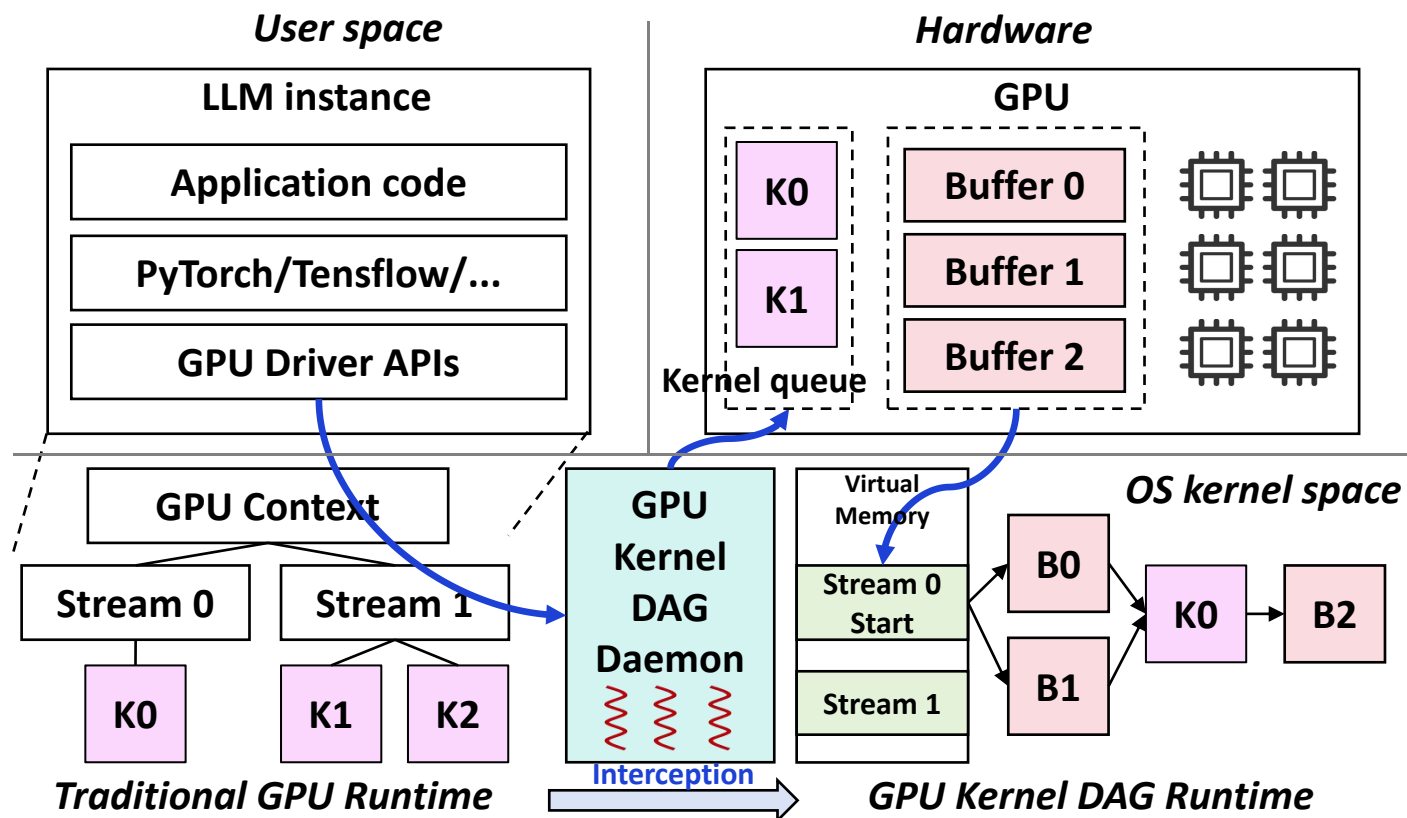 User space
Hardware
LLM instance
Application code
PyTorch/Tensflow/...
GPU Driver APIs
GPU
K0
K1
Kernel queue
Buffer 0
Buffer 1
Buffer 2
GPU Context
Stream 0
Stream 1
K0
K1
K2
Traditional GPU Runtime
GPU
Kernel
DAG
Daemon
Interception
Virtual
Memory
Stream 0
Start
Stream 1
OS kernel space
B0
B1
K0
B2
GPU Kernel DAG Runtime